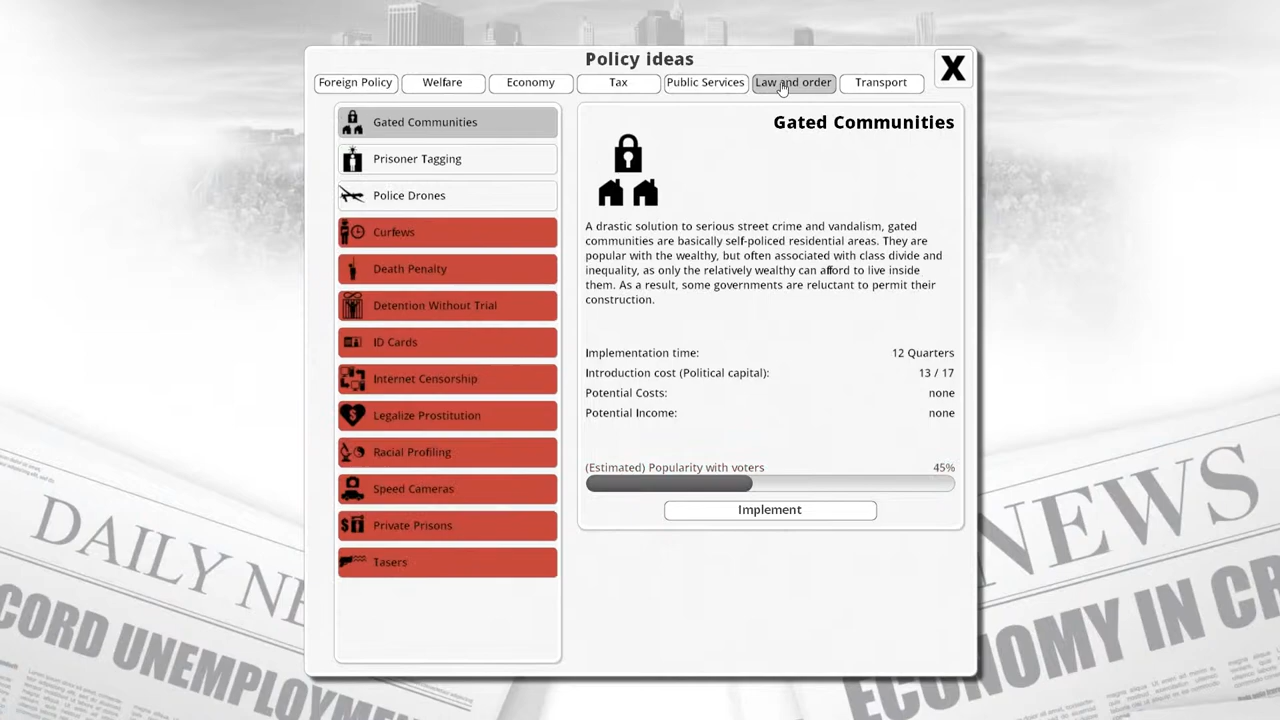 Policy ideas
X
Foreign Policy
Welfare
Economy
Tax
Public Services
Law and order
Transport
Gated Communities
Prisoner Tagging
Police Drones
Curfews
Death Penalty
Detention Without Trial
ID Cards
Internet Censorship
Legalize Prostitution
Racial Profiling
Speed Cameras
Private Prisons
Tasers
Gated Communities
A drastic solution to serious street crime and vandalism, gated
communities are basically self-policed residential areas. They are
popular with the wealthy, but often associated with class divide and
inequality, as only the relatively wealthy can afford to live inside
them. As a result, some governments are reluctant to permit their
construction.
Implementation time: 12 Quarters
Introduction cost (Political capital): 13 / 17
Potential Costs: none
Potential Income: none
(Estimated) Popularity with voters 45%
Implement
DAILY NE
CORD UNEMPLOYM
NEWS
ECONOMY IN CR